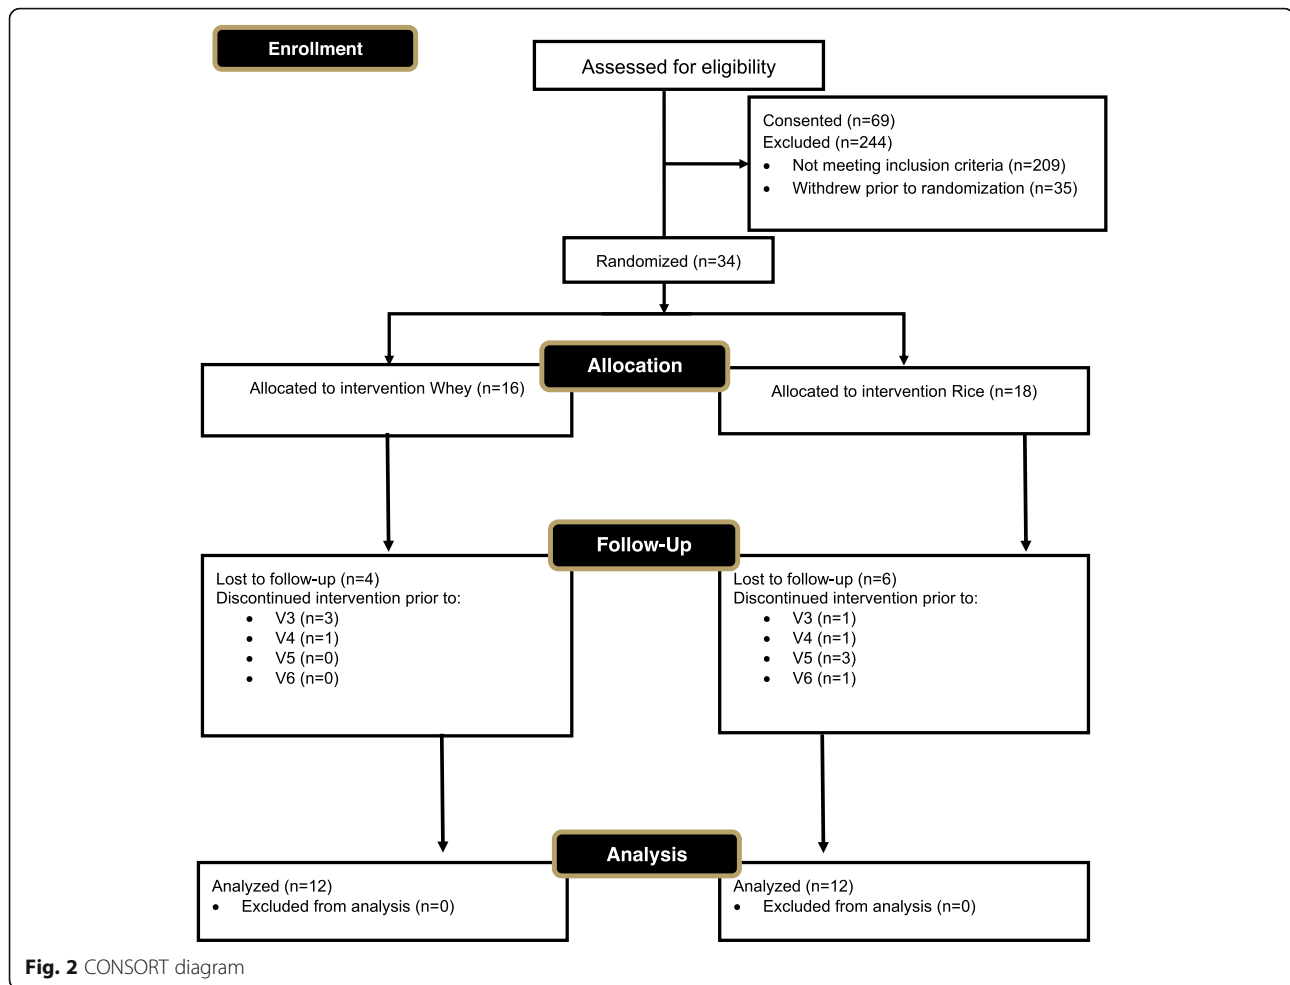 Enrollment
Assessed for eligibility
Consented (n=69)
Excluded (n=244)
• Not meeting inclusion criteria (n=209)
• Withdrew prior to randomization (n=35)
Randomized (n=34)
Allocation
Allocated to intervention Whey (n=16)
Allocated to intervention Rice (n=18)
Follow-Up
Lost to follow-up (n=4)
Discontinued intervention prior to:
• V3 (n=3)
• V4 (n=1)
• V5 (n=0)
• V6 (n=0)
Lost to follow-up (n=6)
Discontinued intervention prior to:
• V3 (n=1)
• V4 (n=1)
• V5 (n=3)
• V6 (n=1)
Analysis
Analyzed (n=12)
• Excluded from analysis (n=0)
Analyzed (n=12)
• Excluded from analysis (n=0)
Fig. 2 CONSORT diagram